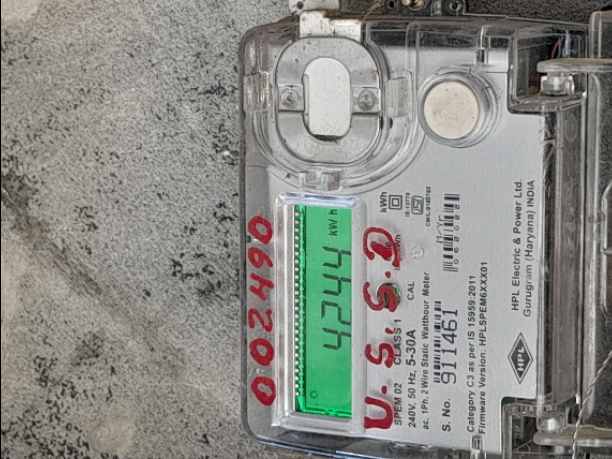 002490
4244 kWh
U.S.D
kWh
SPEM 02 CLASS 1
240V, 50 Hz, 5-30A CAL
ac, 1Ph, 2 Wire Static Watthour Meter
S. No. 911461
M/Yr.
Category C3 as per IS 15959:2011
Firmware Version. HPLSPEM6XXX01
HPL
HPL Electric & Power Ltd.
Gurugram (Haryana) INDIA